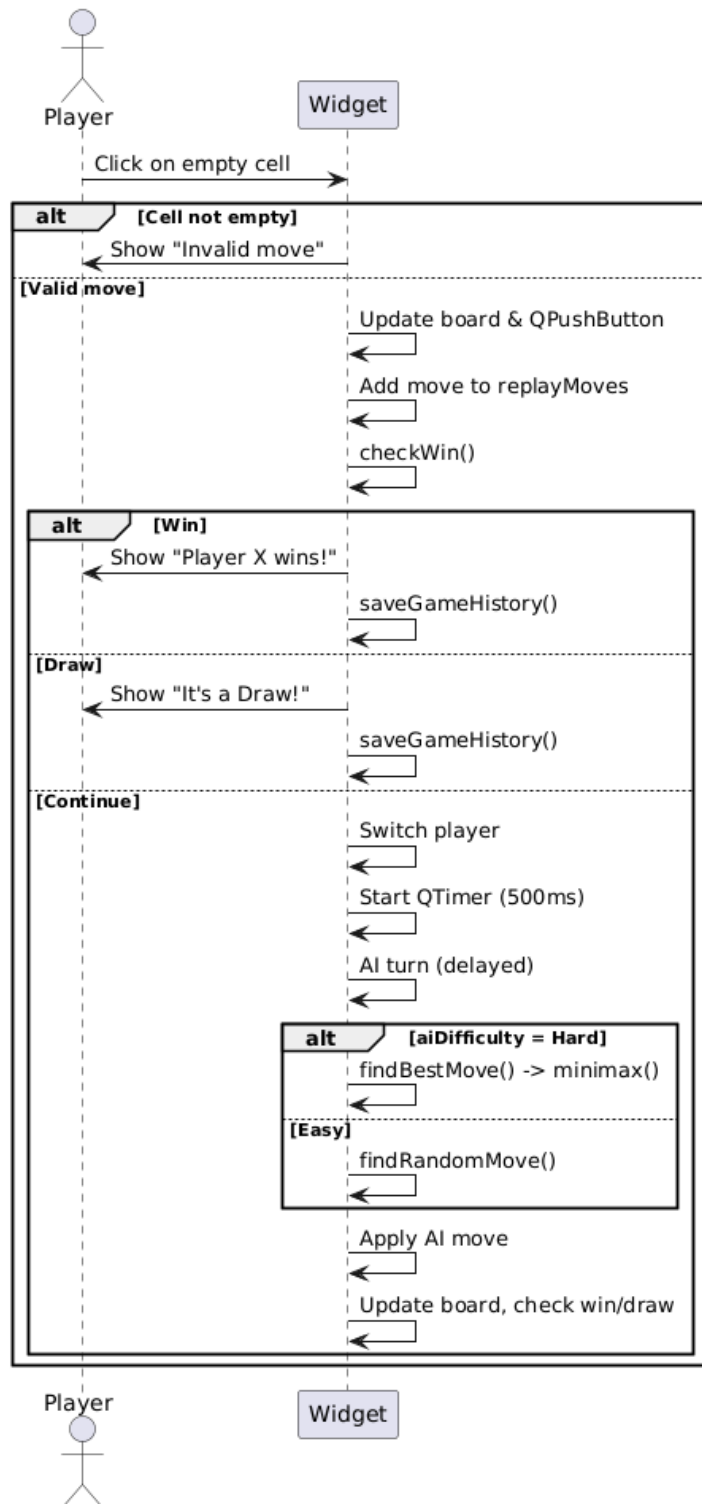 Player
Widget
Click on empty cell
alt [Cell not empty]
Show "Invalid move"
[Valid move]
Update board & QPushButton
Add move to replayMoves
checkWin()
alt [Win]
Show "Player X wins!"
saveGameHistory()
[Draw]
Show "It's a Draw!"
saveGameHistory()
[Continue]
Switch player
Start QTimer (500ms)
AI turn (delayed)
alt [aiDifficulty = Hard]
findBestMove() -> minimax()
[Easy]
findRandomMove()
Apply AI move
Update board, check win/draw
Player
Widget